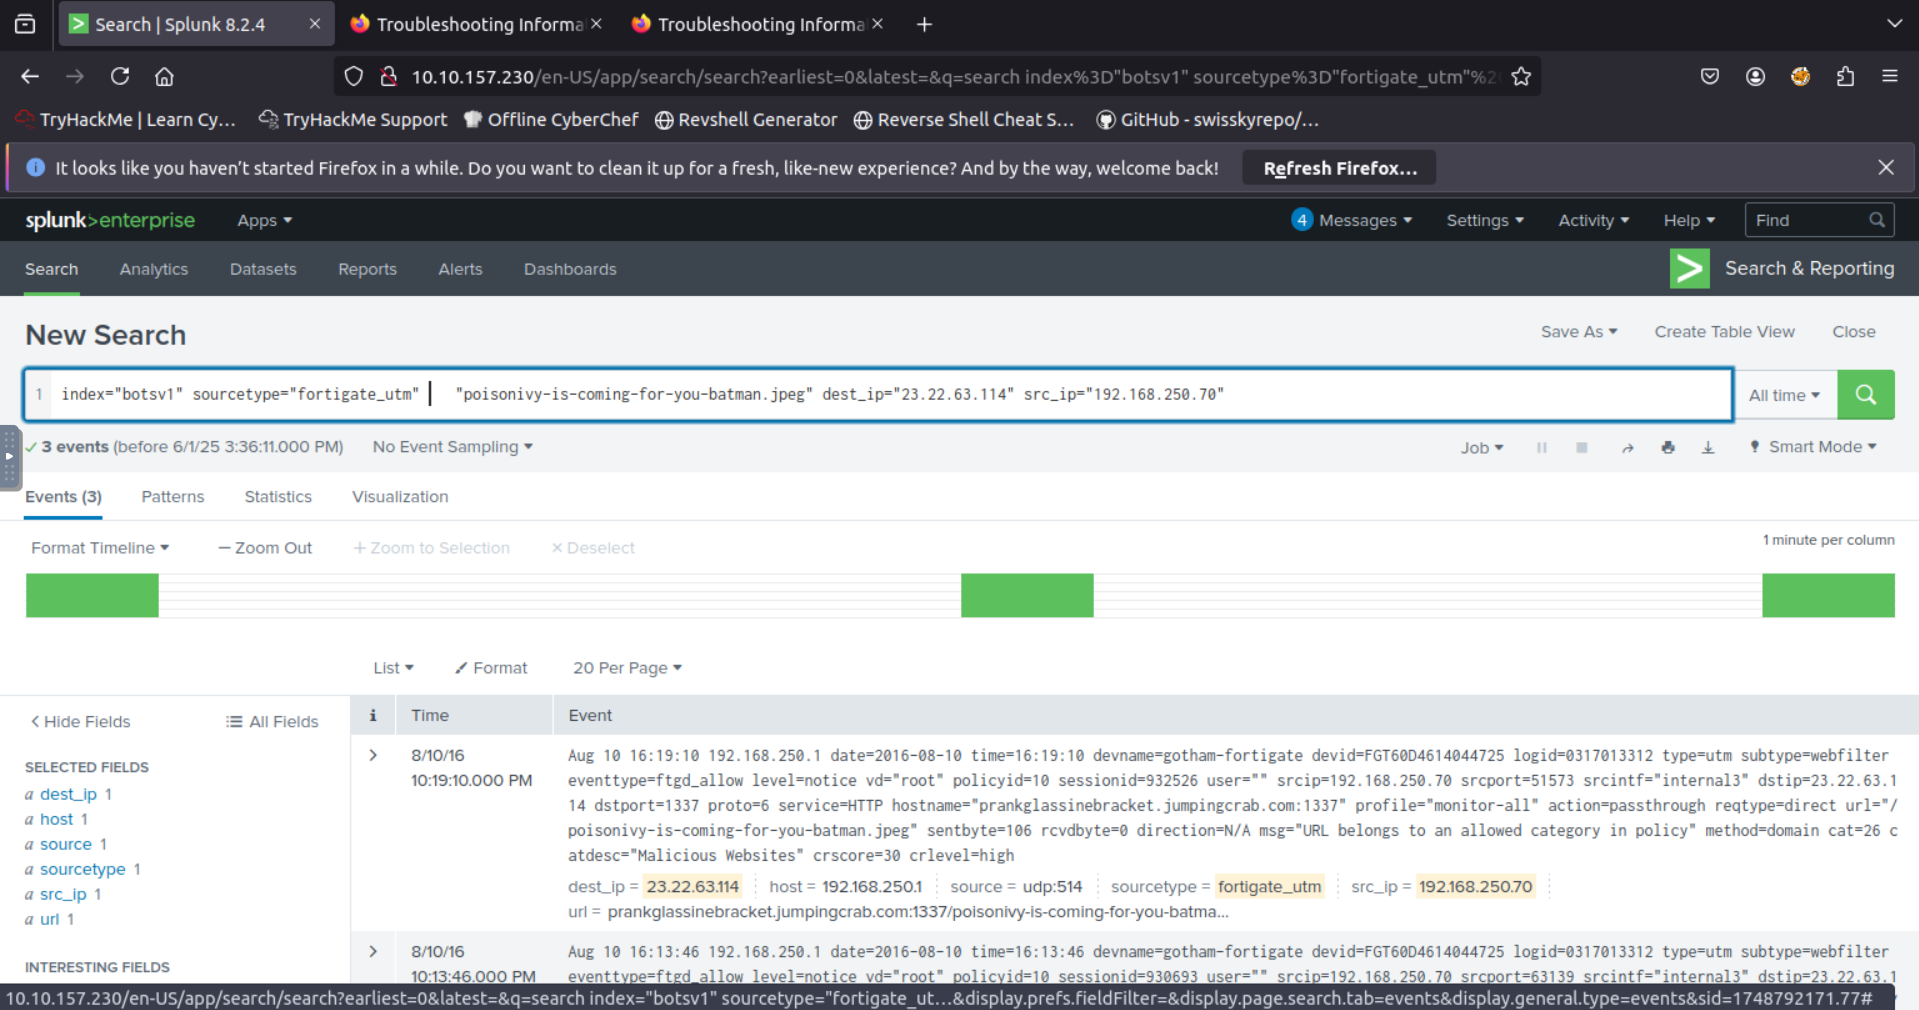 Search | Splunk 8.2.4
Troubleshooting Informa
Troubleshooting Informa
10.10.157.230/en-US/app/search/search?earliest=0&latest=&q=search index%3D"botsv1" sourcetype%3D"fortigate_utm"%2
TryHackMe | Learn Cy… TryHackMe Support Offline CyberChef Revshell Generator Reverse Shell Cheat S… GitHub - swisskyrepo/…
It looks like you haven’t started Firefox in a while. Do you want to clean it up for a fresh, like-new experience? And by the way, welcome back! Refresh Firefox…
splunk>enterprise Apps 4 Messages Settings Activity Help Find
Search Analytics Datasets Reports Alerts Dashboards Search & Reporting
New Search Save As Create Table View Close
1 index="botsv1" sourcetype="fortigate_utm" "poisonivy-is-coming-for-you-batman.jpeg" dest_ip="23.22.63.114" src_ip="192.168.250.70" All time
3 events (before 6/1/25 3:36:11.000 PM) No Event Sampling Job Smart Mode
Events (3) Patterns Statistics Visualization
Format Timeline — Zoom Out + Zoom to Selection × Deselect 1 minute per column
List Format 20 Per Page
< Hide Fields All Fields i Time Event
SELECTED FIELDS
a dest_ip 1
a host 1
a source 1
a sourcetype 1
a src_ip 1
a url 1
INTERESTING FIELDS
> 8/10/16
10:19:10.000 PM
Aug 10 16:19:10 192.168.250.1 date=2016-08-10 time=16:19:10 devname=gotham-fortigate devid=FGT60D4614044725 logid=0317013312 type=utm subtype=webfilter
eventtype=ftgd_allow level=notice vd="root" policyid=10 sessionid=932526 user="" srcip=192.168.250.70 srcport=51573 srcintf="internal3" dstip=23.22.63.1
14 dstport=1337 proto=6 service=HTTP hostname="prankglassinebracket.jumpingcrab.com:1337" profile="monitor-all" action=passthrough reqtype=direct url="/
poisonivy-is-coming-for-you-batman.jpeg" sentbyte=106 rcvdbyte=0 direction=N/A msg="URL belongs to an allowed category in policy" method=domain cat=26 c
atdesc="Malicious Websites" crscore=30 crlevel=high
dest_ip = 23.22.63.114 host = 192.168.250.1 source = udp:514 sourcetype = fortigate_utm src_ip = 192.168.250.70
url = prankglassinebracket.jumpingcrab.com:1337/poisonivy-is-coming-for-you-batma...
> 8/10/16
10:13:46.000 PM
Aug 10 16:13:46 192.168.250.1 date=2016-08-10 time=16:13:46 devname=gotham-fortigate devid=FGT60D4614044725 logid=0317013312 type=utm subtype=webfilter
eventtype=ftgd_allow level=notice vd="root" policyid=10 sessionid=930693 user="" srcip=192.168.250.70 srcport=63139 srcintf="internal3" dstip=23.22.63.1
10.10.157.230/en-US/app/search/search?earliest=0&latest=&q=search index="botsv1" sourcetype="fortigate_ut…&display.prefs.fieldFilter=&display.page.search.tab=events&display.general.type=events&sid=1748792171.77#